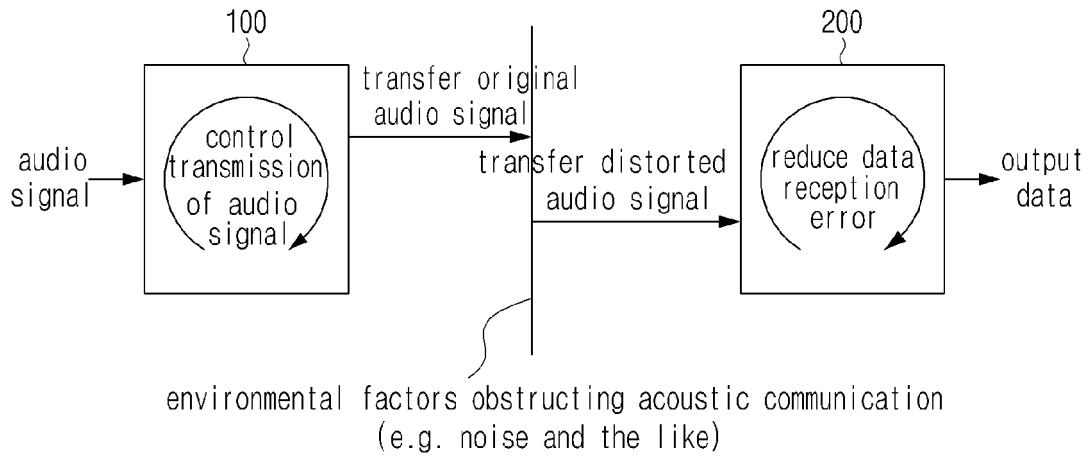 100
200
audio
signal
control
transmission
of audio
signal
transfer original
audio signal
transfer distorted
audio signal
reduce data
reception
error
output
data
environmental factors obstructing acoustic communication
(e.g. noise and the like)